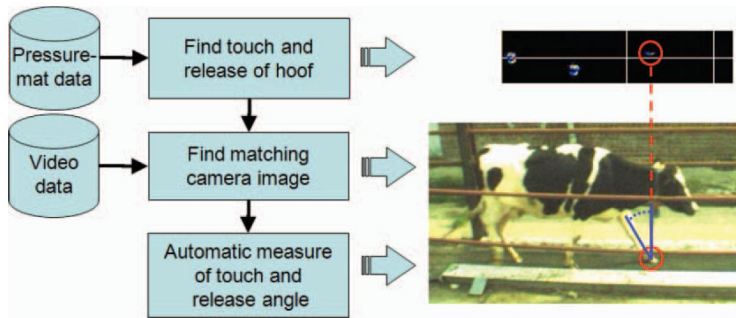 Pressure-
mat data
Find touch and
release of hoof
Video
data
Find matching
camera image
Automatic measure
of touch and
release angle